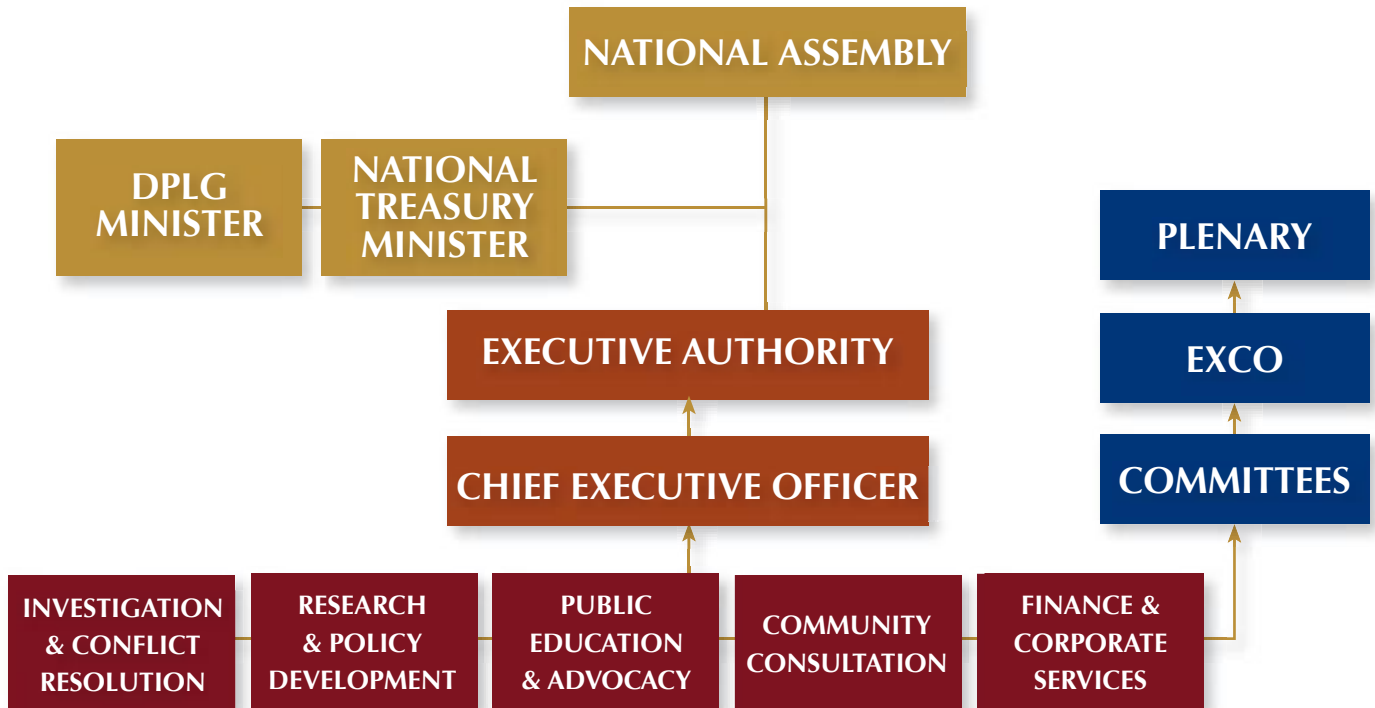 NATIONAL ASSEMBLY
DPLG
MINISTER
NATIONAL
TREASURY
MINISTER
PLENARY
EXECUTIVE AUTHORITY
EXCO
CHIEF EXECUTIVE OFFICER
COMMITTEES
INVESTIGATION
& CONFLICT
RESOLUTION
RESEARCH
& POLICY
DEVELOPMENT
PUBLIC
EDUCATION
& ADVOCACY
COMMUNITY
CONSULTATION
FINANCE &
CORPORATE
SERVICES